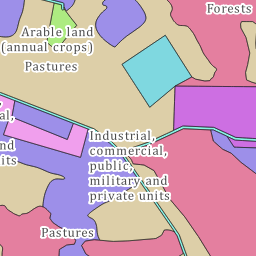 Forests
Arable land
(annual crops)
Pastures
Industrial,
commercial,
public,
military and
private units
Pastures